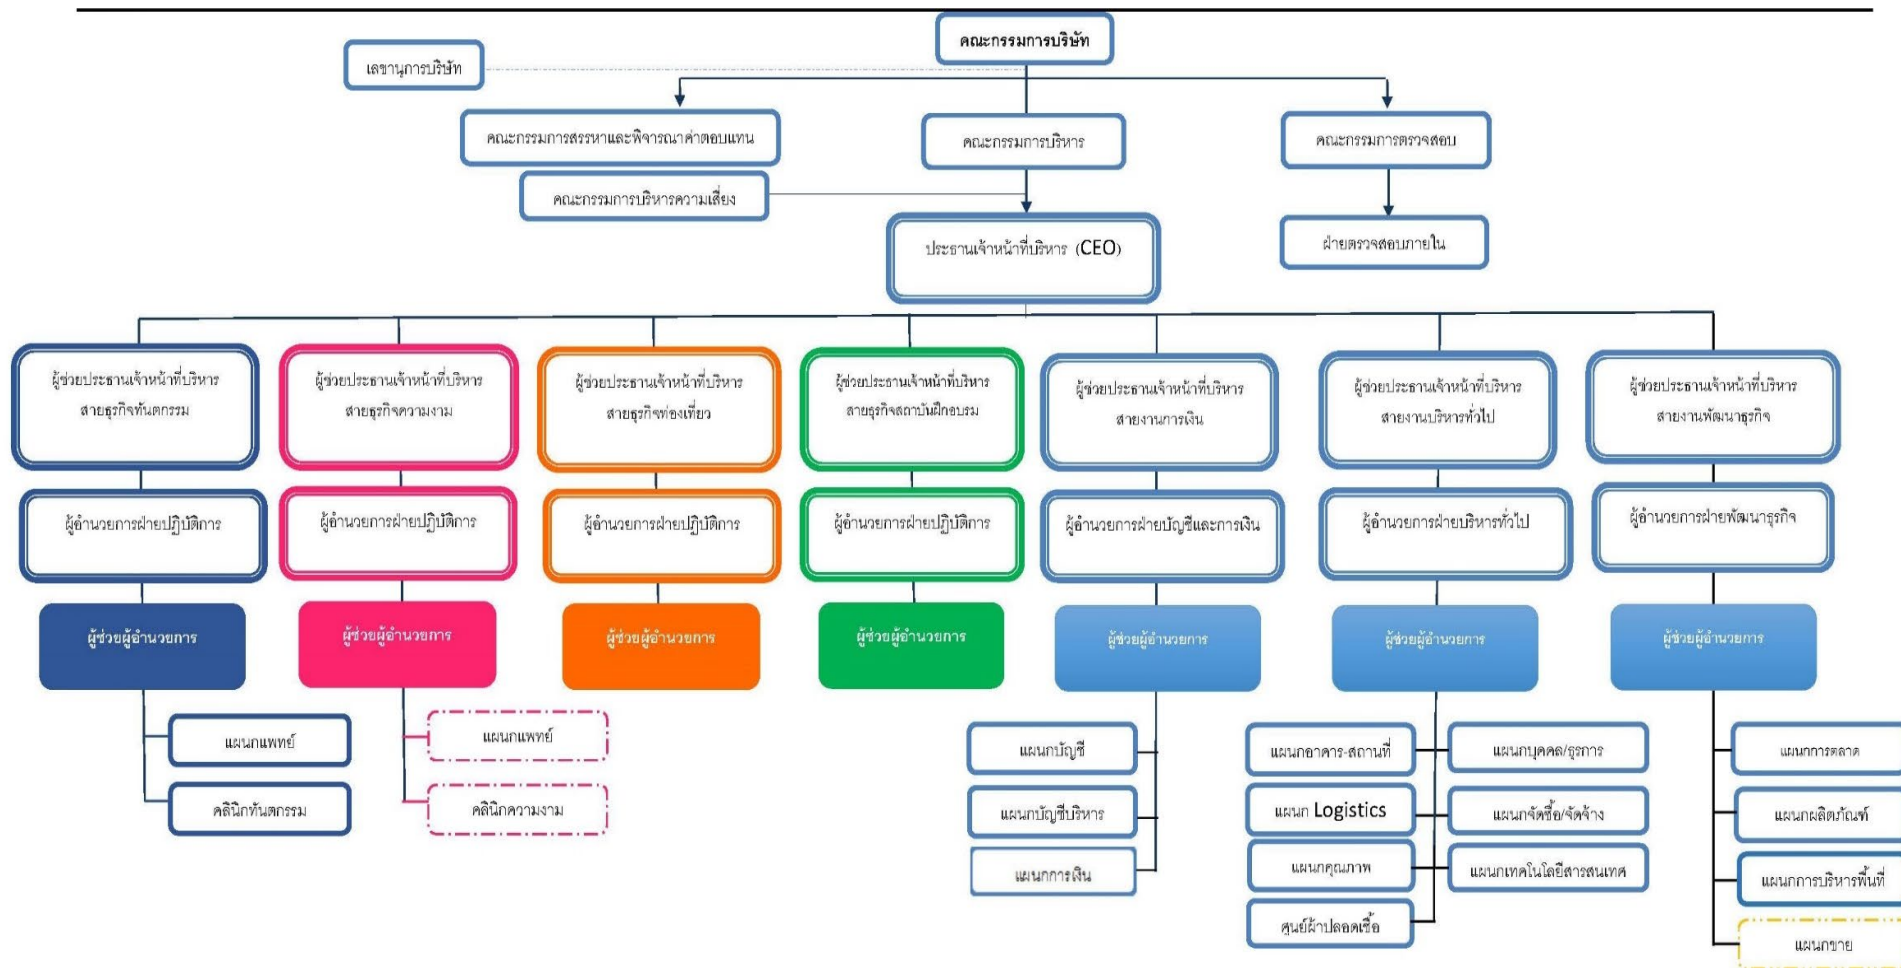 คณะกรรมการบริษัท
เลขานุการบริษัท
คณะกรรมการสรรหาและพิจารณาค่าตอบแทน
คณะกรรมการบริหาร
คณะกรรมการตรวจสอบ
คณะกรรมการบริหารความเสี่ยง
ฝ่ายตรวจสอบภายใน
ประธานเจ้าหน้าที่บริหาร (CEO)
ผู้ช่วยประธานเจ้าหน้าที่บริหาร
สายธุรกิจทันตกรรม
ผู้ช่วยประธานเจ้าหน้าที่บริหาร
สายธุรกิจความงาม
ผู้ช่วยประธานเจ้าหน้าที่บริหาร
สายธุรกิจท่องเที่ยว
ผู้ช่วยประธานเจ้าหน้าที่บริหาร
สายธุรกิจสถาบันฝึกอบรม
ผู้ช่วยประธานเจ้าหน้าที่บริหาร
สายงานการเงิน
ผู้ช่วยประธานเจ้าหน้าที่บริหาร
สายงานบริหารทั่วไป
ผู้ช่วยประธานเจ้าหน้าที่บริหาร
สายงานพัฒนาธุรกิจ
ผู้อำนวยการฝ่ายปฏิบัติการ
ผู้อำนวยการฝ่ายปฏิบัติการ
ผู้อำนวยการฝ่ายปฏิบัติการ
ผู้อำนวยการฝ่ายปฏิบัติการ
ผู้อำนวยการฝ่ายบัญชีและการเงิน
ผู้อำนวยการฝ่ายบริหารทั่วไป
ผู้อำนวยการฝ่ายพัฒนาธุรกิจ
ผู้ช่วยผู้อำนวยการ
ผู้ช่วยผู้อำนวยการ
ผู้ช่วยผู้อำนวยการ
ผู้ช่วยผู้อำนวยการ
ผู้ช่วยผู้อำนวยการ
ผู้ช่วยผู้อำนวยการ
ผู้ช่วยผู้อำนวยการ
แผนกแพทย์
คลินิกทันตกรรม
แผนกแพทย์
คลินิกความงาม
แผนกบัญชี
แผนกบัญชีบริหาร
แผนกการเงิน
แผนกอาคาร-สถานที่
แผนกบุคคล/ธุรการ
แผนก Logistics
แผนกจัดซื้อ/จัดจ้าง
แผนกคุณภาพ
แผนกเทคโนโลยีสารสนเทศ
ศูนย์ผ้าปลอดเชื้อ
แผนกการตลาด
แผนกผลิตภัณฑ์
แผนกการบริหารพื้นที่
แผนกขาย